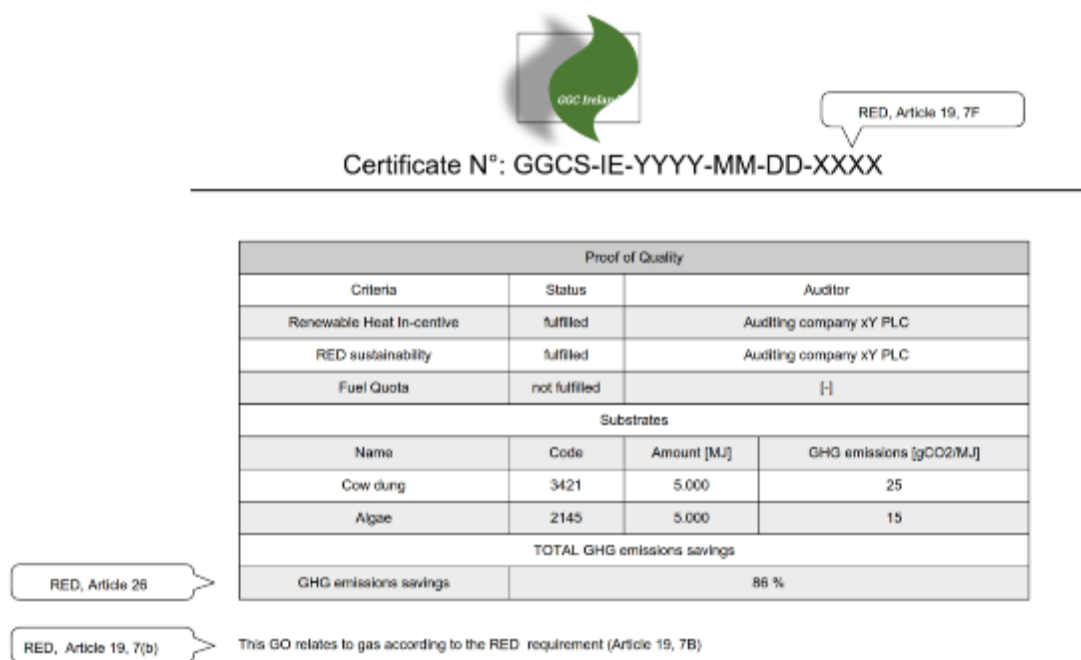 GGC Irelan
RED, Article 19, 7F
Certificate N°: GGCS-IE-YYYY-MM-DD-XXXX
Proof of Quality
Criteria Status Auditor
Renewable Heat In-centive fulfilled Auditing company xY PLC
RED sustainability fulfilled Auditing company xY PLC
Fuel Quota not fulfilled [-]
Substrates
Name Code Amount [MJ] GHG emissions [gCO2/MJ]
Cow dung 3421 5.000 25
Algae 2145 5.000 15
TOTAL GHG emissions savings
RED, Article 26 GHG emissions savings 86 %
RED, Article 19, 7(b) This GO relates to gas according to the RED requirement (Article 19, 7B)